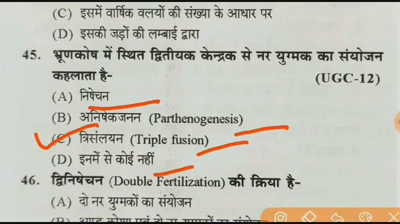 (C) इसमें वार्षिक वलयों की संख्या के आधार पर
(D) इसकी जड़ों की लम्बाई द्वारा
45. भ्रूणकोष में स्थित द्वितीयक केन्द्रक से नर युग्मक का संयोजन
कहलाता है- (UGC-12)
(A) निषेचन
(B) अनिषेकजनन (Parthenogenesis)
(C) त्रिसंलयन (Triple fusion)
(D) इनमें से कोई नहीं
46. द्विनिषेचन (Double Fertilization) की क्रिया है-
(A) दो नर युग्मकों का संयोजन